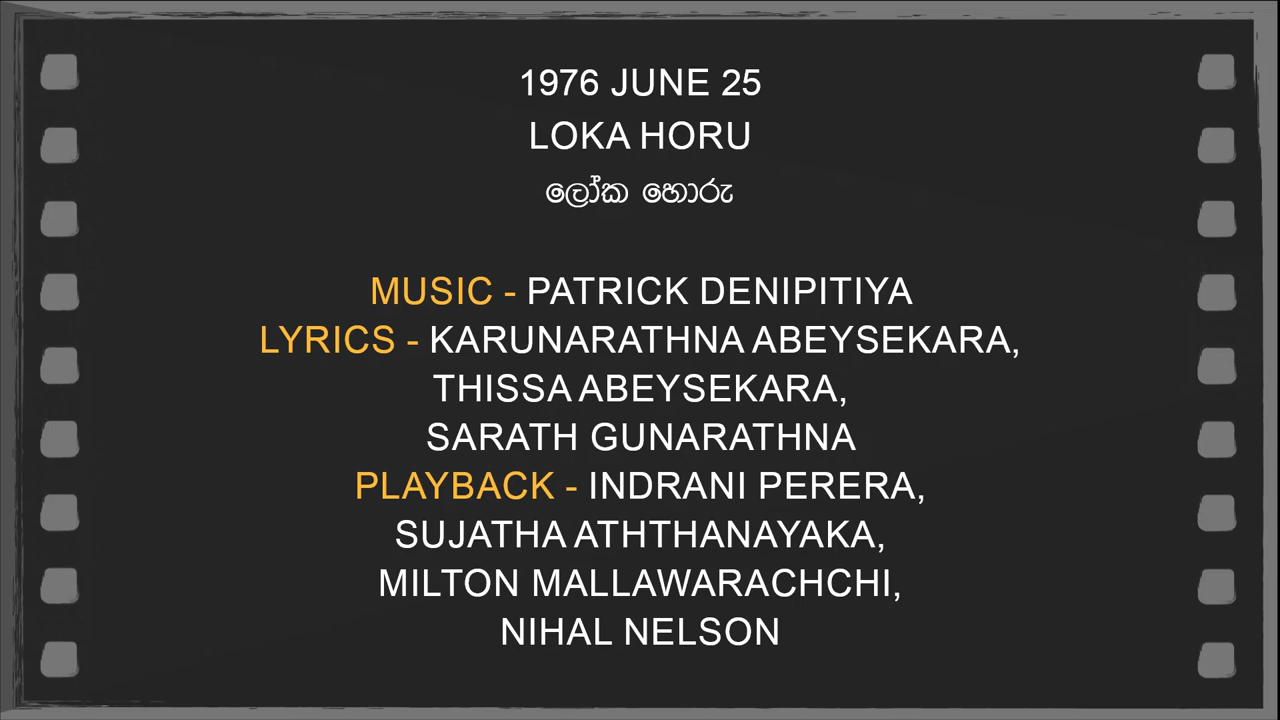 1976 JUNE 25
LOKA HORU
ලෝක හොරු
MUSIC - PATRICK DENIPITIYA
LYRICS - KARUNARATHNA ABEYSEKARA,
THISSA ABEYSEKARA,
SARATH GUNARATHNA
PLAYBACK - INDRANI PERERA,
SUJATHA ATHTHANAYAKA,
MILTON MALLAWARACHCHI,
NIHAL NELSON